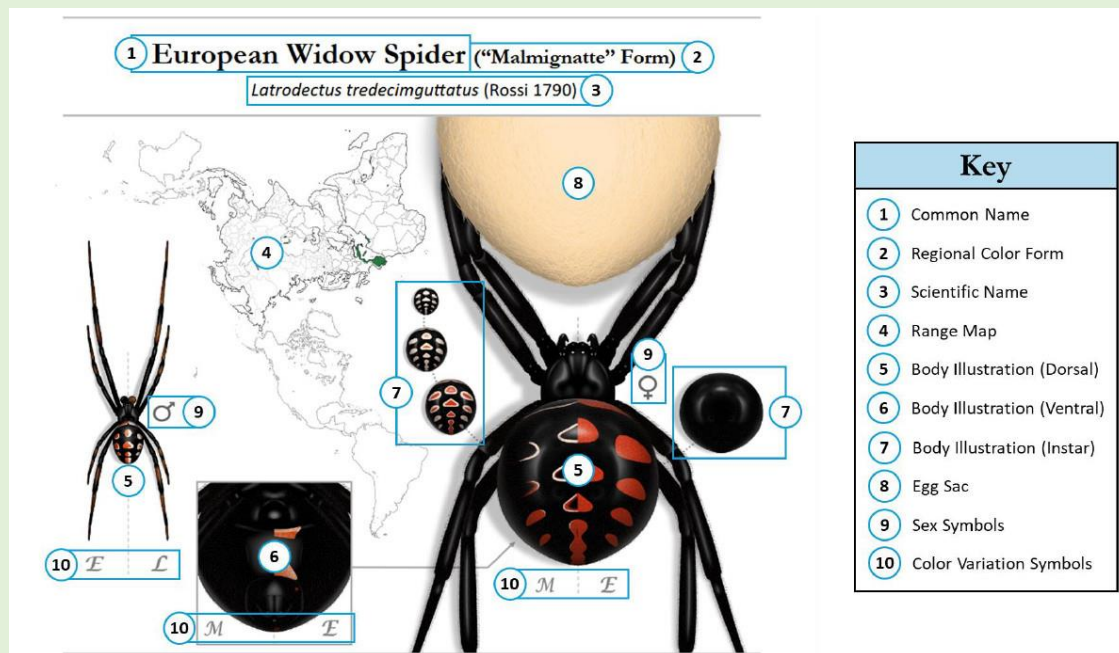 1 European Widow Spider (“Malmignatte” Form) 2
Latrodectus tredecimguttatus (Rossi 1790) 3
8
4
9
♀
7
7
♂ 9
5
5
6
10 E L
10 M E
10 M E
Key
1 Common Name
2 Regional Color Form
3 Scientific Name
4 Range Map
5 Body Illustration (Dorsal)
6 Body Illustration (Ventral)
7 Body Illustration (Instar)
8 Egg Sac
9 Sex Symbols
10 Color Variation Symbols